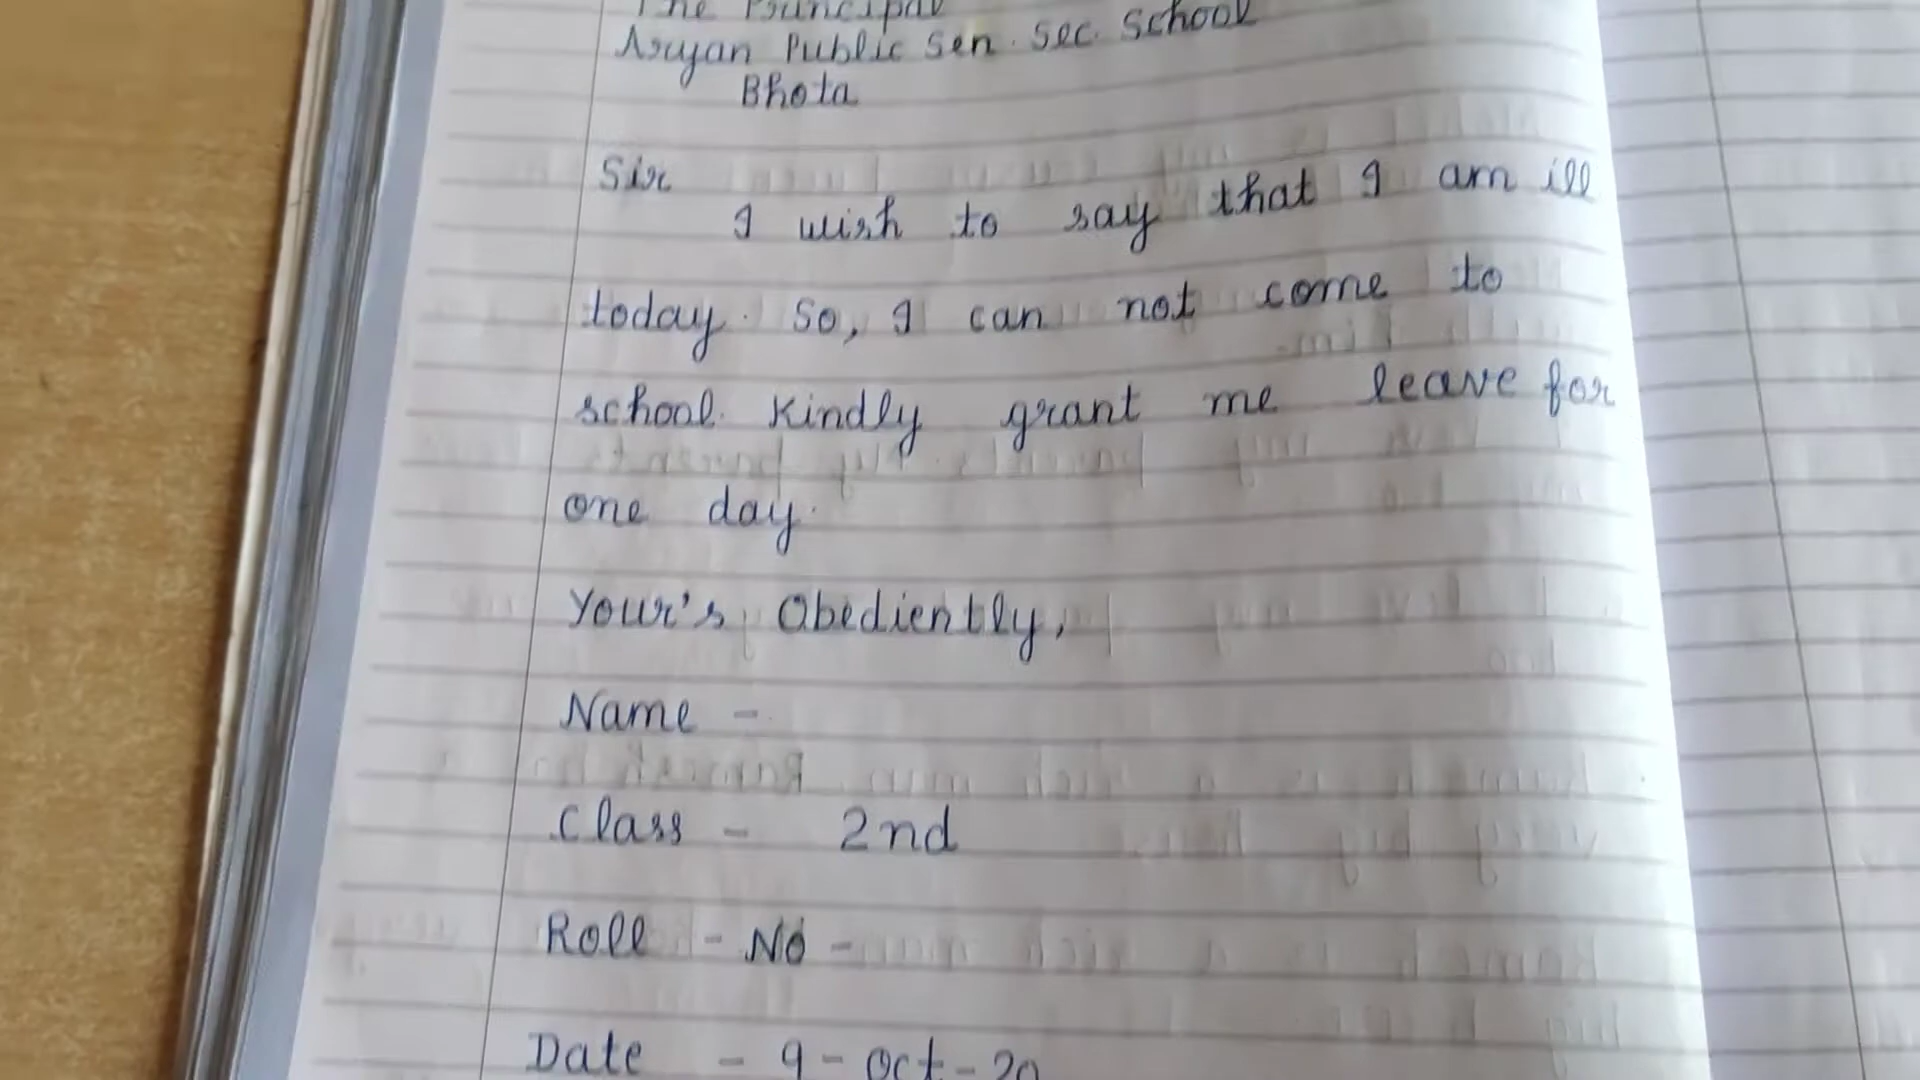 The Principal
Aryan Public Sen. Sec. School
Bhota
Sir
I wish to say that I am ill
today. So, I can not come to
school. Kindly grant me leave for
one day.
Your's Obediently,
Name -
Class - 2nd
Roll - No -
Date - 9 - Oct - 20